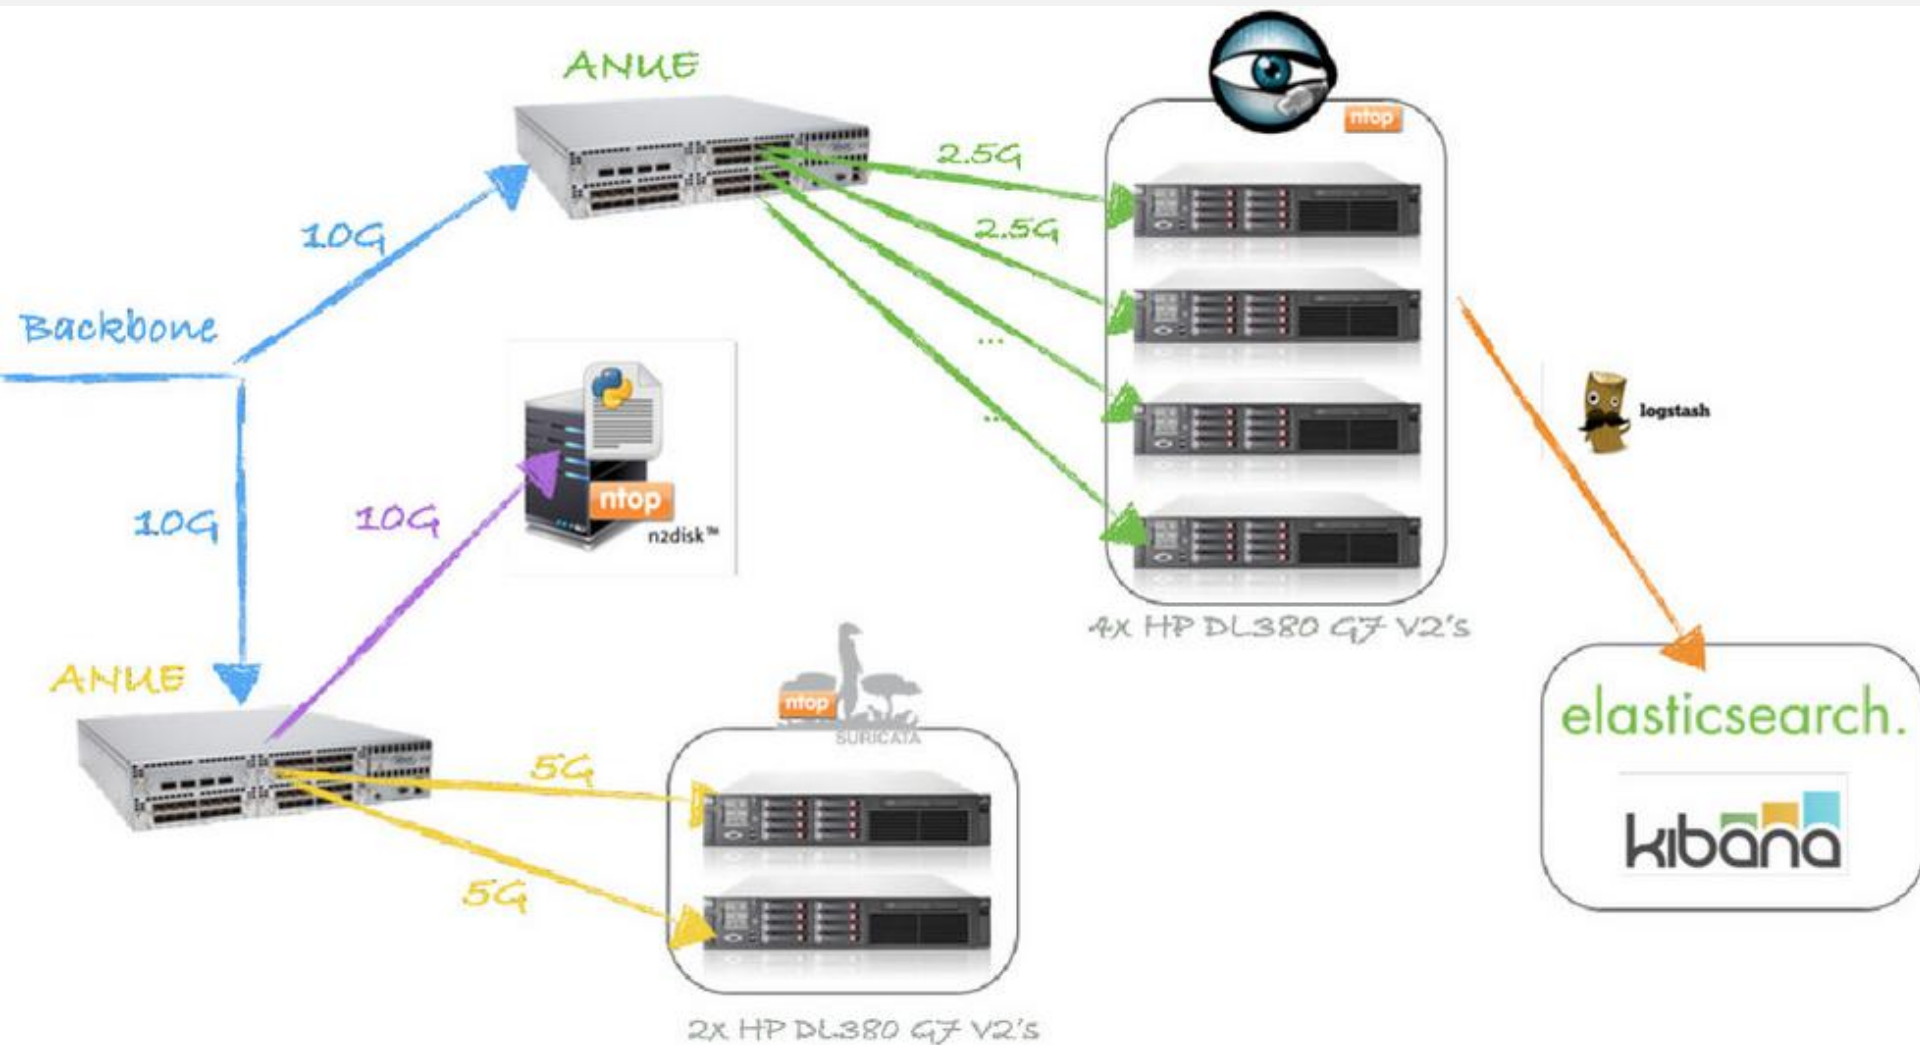 ANUE
ntop
2.5G
2.5G
10G
Backbone
...
...
logstash
ntop
n2disk™
10G
10G
4X HP DL380 G7 V2's
ANUE
ntop
SURICATA
elasticsearch.
5G
kibana
5G
2X HP DL380 G7 V2's